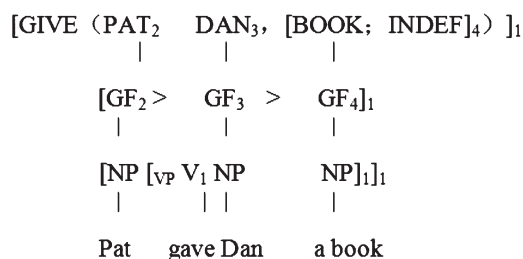 [GIVE（PAT₂ DAN₃, [BOOK; INDEF]₄）]₁
[GF₂ > GF₃ > GF₄]₁
[NP [VP V₁ NP NP]₁]₁
Pat gave Dan a book